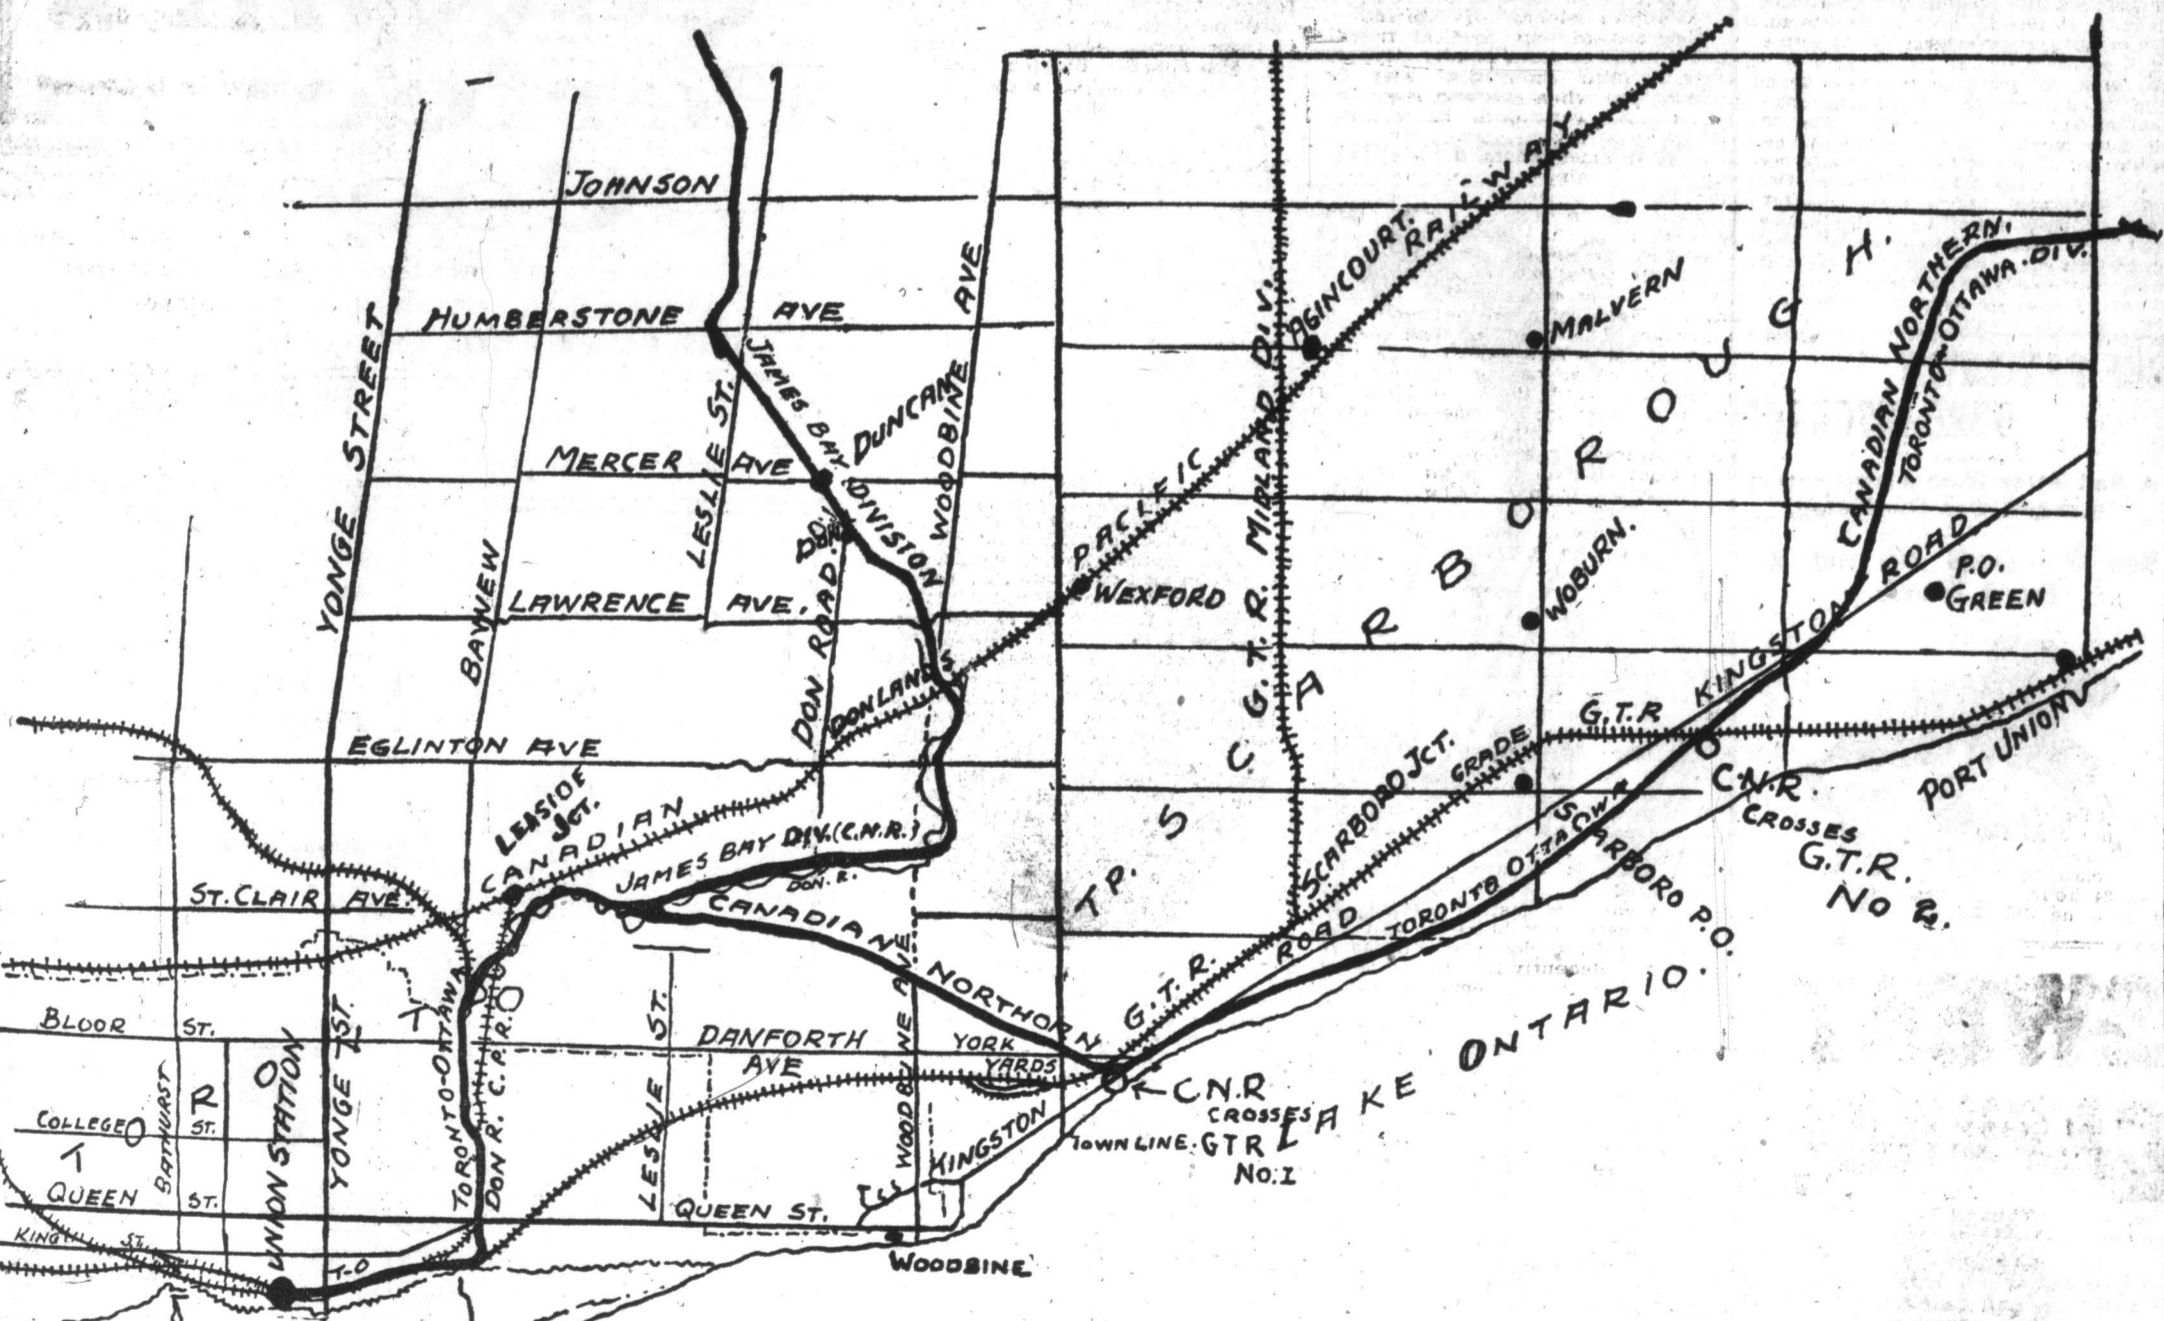 JOHNSON
HUMBERSTONE AVE
MERCER AVE
LAWRENCE AVE.
EGLINTON AVE
ST. CLAIR AVE.
BLOOR ST.
COLLEGE ST.
QUEEN ST.
KING ST.
T-O
YONGE STREET
BAYVEW
LESLIE ST.
JAMES BAY DIVISION
DUNCAN
WOODBINE AVE
DON ROAD
DONLANDS
LEASIDE
JCT.
CANADIAN
PACIFIC
RAILWAY
JAMES BAY DIV. (C.N.R.)
DON. R.
CANADIAN NORTHORN
TORONTO
BATHURST
UNION STATION
YONGE ST.
TORONTO-OTTAWA
DON R. C.P.R.
LESLIE ST.
DANFORTH
AVE
YORK
YARDS
WOODBINE AVE
KINGSTON
ROAD
QUEEN ST.
WOODBINE
WEXFORD
AGINCOURT.
MALVERN
WOBURN.
G.T.R. MIDLAND DIV.
TP. SCARBOROUGH.
SCARBORO JCT.
GRADE
G.T.R
G.T.R.
TORONTO OTTAWA
SCARBORO P.O.
KINGSTON
ROAD
CANADIAN NORTHERN.
TORONTO-OTTAWA-DIV.
P.O.
GREEN
PORT UNION
C.N.R.
CROSSES
G.T.R.
NO 2.
C.N.R
CROSSES
GTR
NO. I
TOWN LINE.
LAKE ONTARIO.